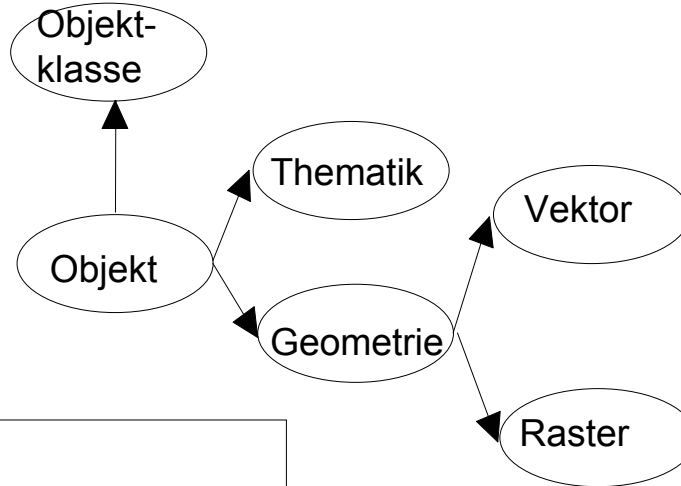 Objekt-
klasse
Thematik
Vektor
Objekt
Geometrie
Raster